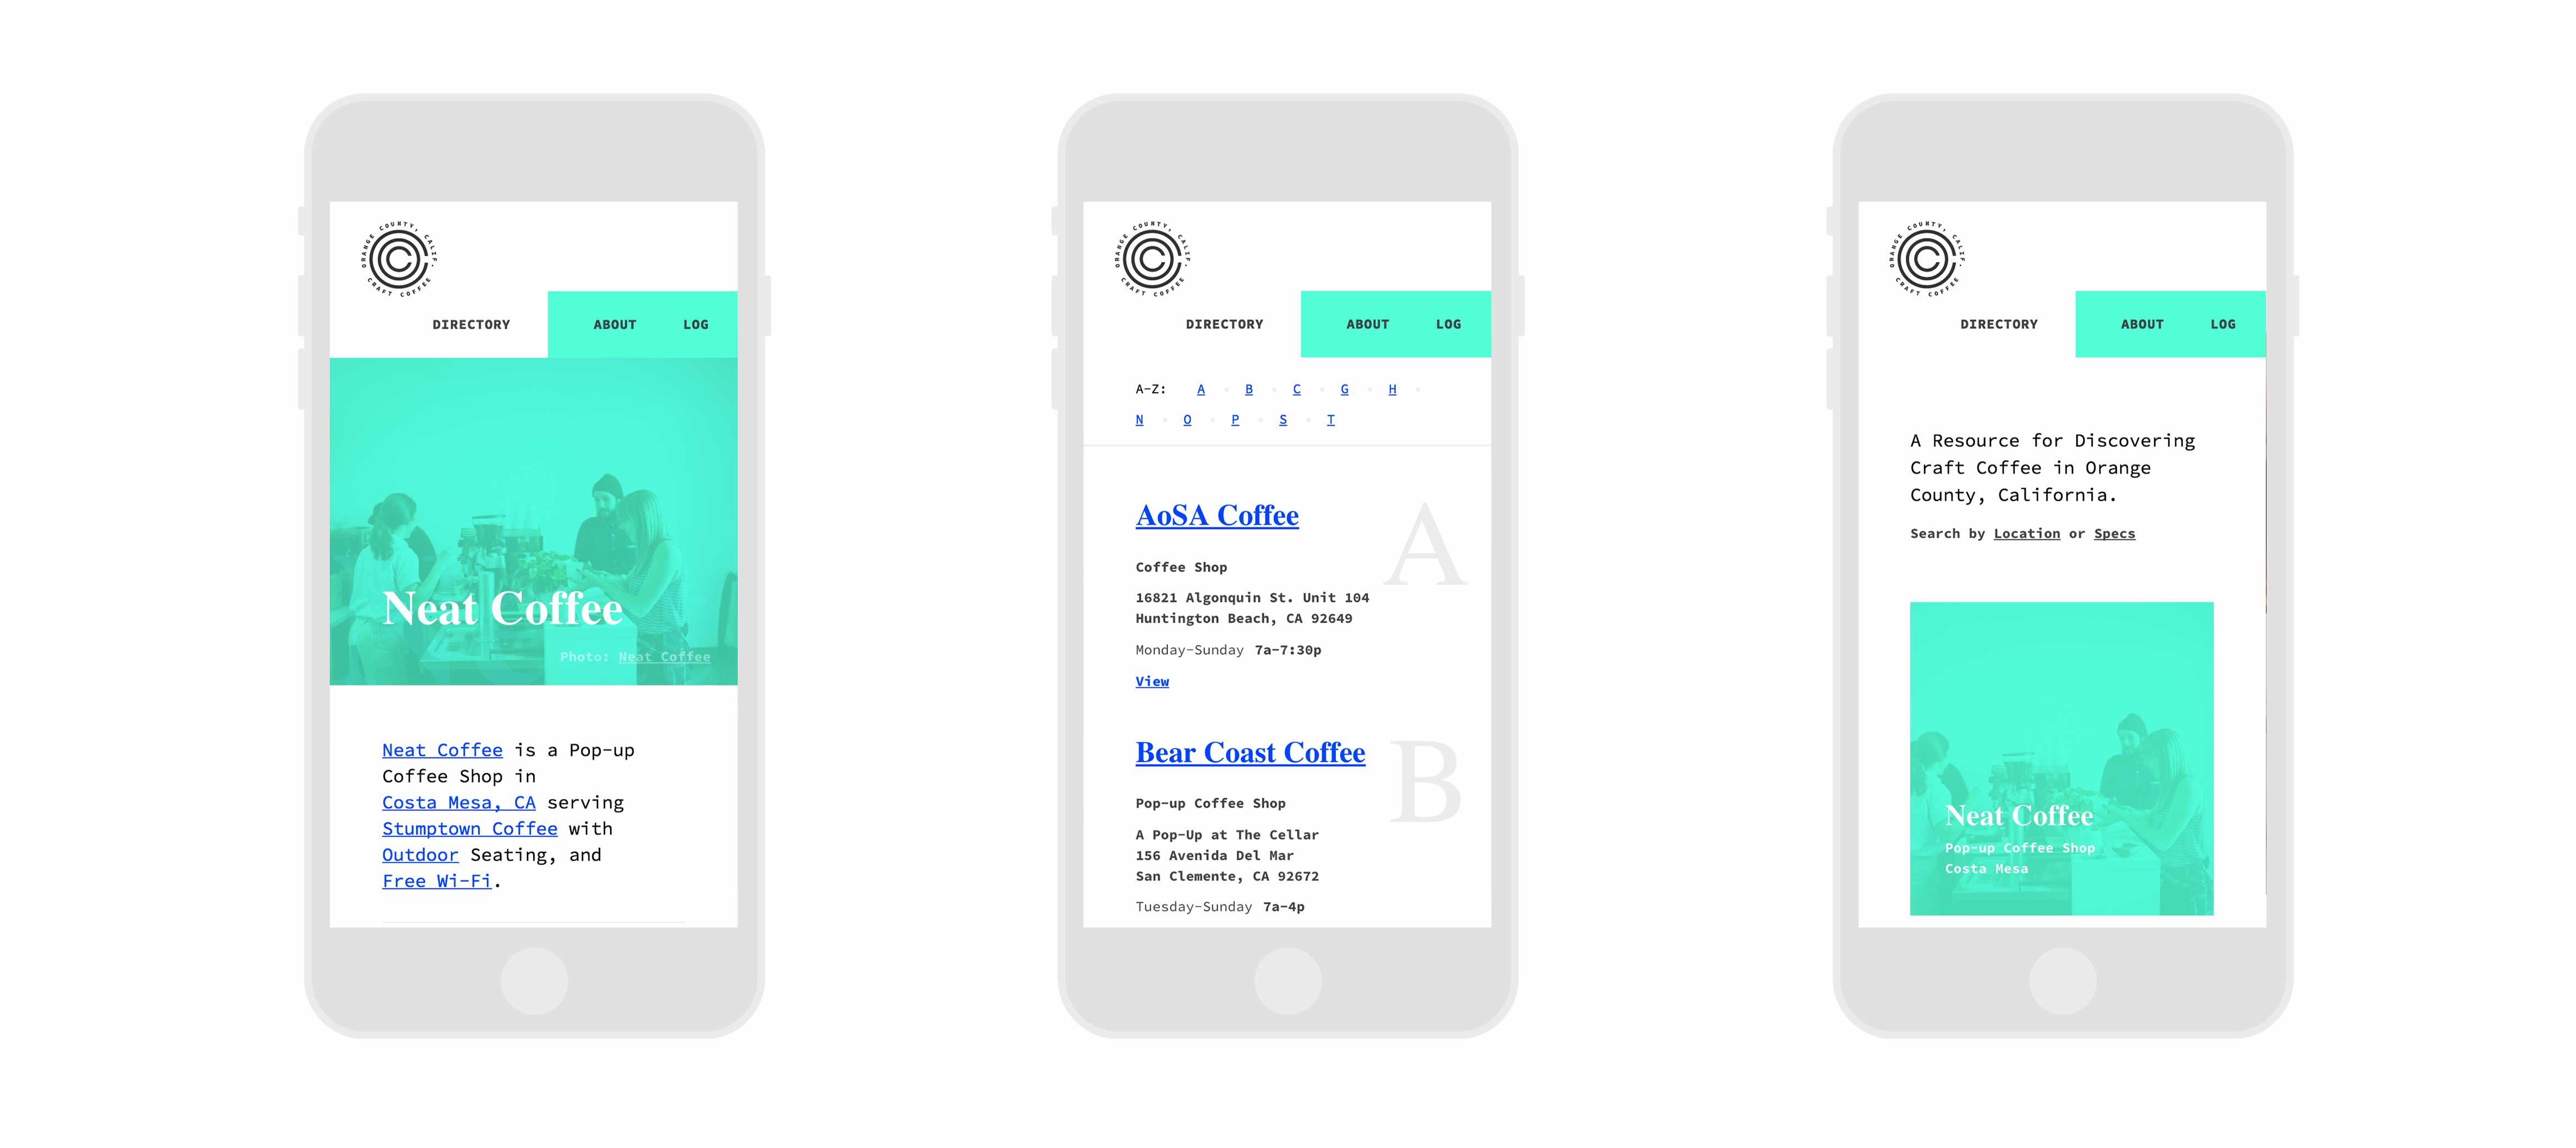 ORANGE COUNTY, CALIF.
CRAFT COFFEE
DIRECTORY
ABOUT
LOG
Neat Coffee
Photo: Neat Coffee
Neat Coffee is a Pop-up
Coffee Shop in
Costa Mesa, CA serving
Stumptown Coffee with
Outdoor Seating, and
Free Wi-Fi.
ORANGE COUNTY, CALIF.
CRAFT COFFEE
DIRECTORY
ABOUT
LOG
A-Z: A B C G H
N O P S T
AoSA Coffee
A
Coffee Shop
16821 Algonquin St. Unit 104
Huntington Beach, CA 92649
Monday-Sunday 7a-7:30p
View
Bear Coast Coffee
B
Pop-up Coffee Shop
A Pop-Up at The Cellar
156 Avenida Del Mar
San Clemente, CA 92672
Tuesday-Sunday 7a-4p
ORANGE COUNTY, CALIF.
CRAFT COFFEE
DIRECTORY
ABOUT
LOG
A Resource for Discovering
Craft Coffee in Orange
County, California.
Search by Location or Specs
Neat Coffee
Pop-up Coffee Shop
Costa Mesa